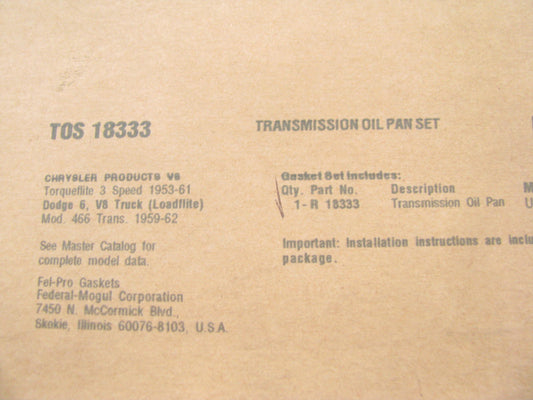 TOS 18333
TRANSMISSION OIL PAN SET
CHRYSLER PRODUCTS V8
Torqueflite 3 Speed 1953-61
Dodge 6, V8 Truck (Loadflite)
Mod. 466 Trans. 1959-62
See Master Catalog for
complete model data.
Fel-Pro Gaskets
Federal-Mogul Corporation
7450 N. McCormick Blvd.,
Skokie, Illinois 60076-8103, U.S.A.
Gasket Set Includes:
Qty. Part No. Description M
1-R 18333 Transmission Oil Pan U
Important: Installation instructions are inclu
package.